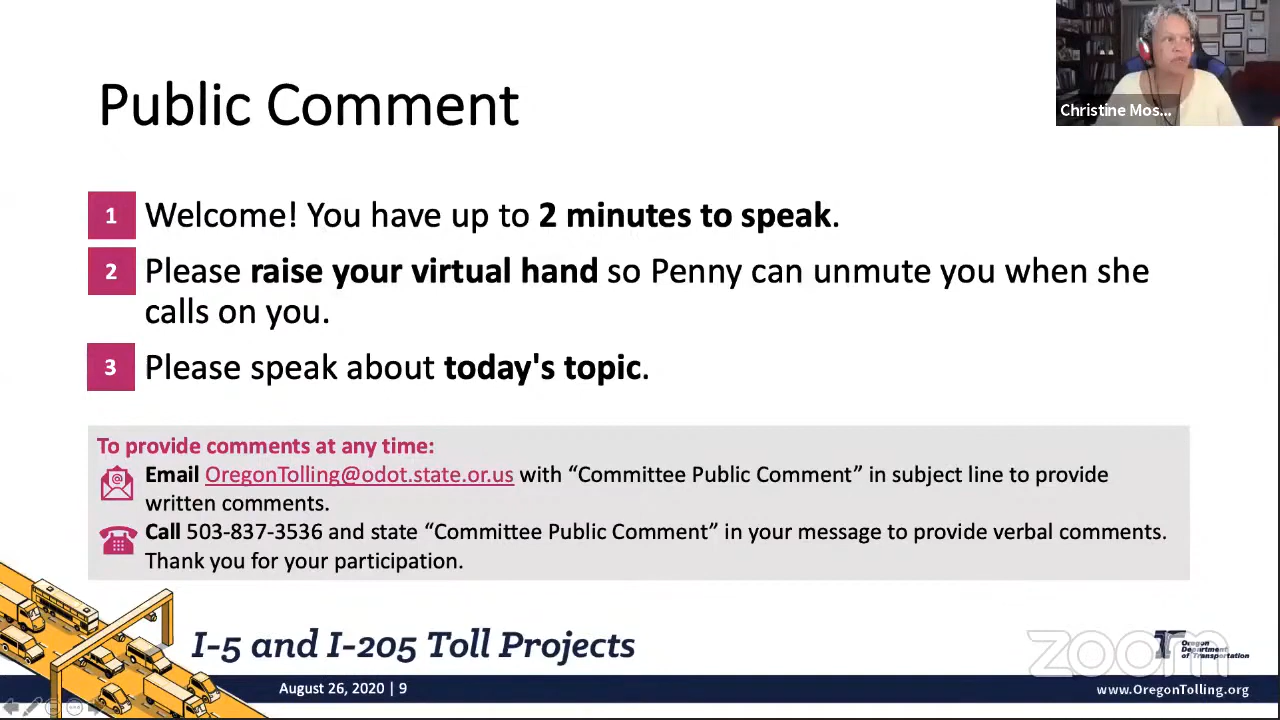 Public Comment
Christine Mos...
1 Welcome! You have up to 2 minutes to speak.
2 Please raise your virtual hand so Penny can unmute you when she
calls on you.
3 Please speak about today's topic.
To provide comments at any time:
Email OregonTolling@odot.state.or.us with “Committee Public Comment” in subject line to provide
written comments.
Call 503-837-3536 and state “Committee Public Comment” in your message to provide verbal comments.
Thank you for your participation.
I-5 and I-205 Toll Projects
zoom
Oregon
Department
of Transportation
August 26, 2020 | 9
www.OregonTolling.org